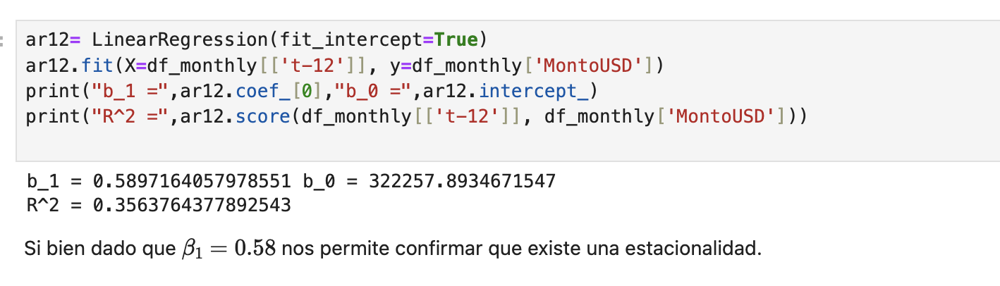 ar12= LinearRegression(fit_intercept=True)
ar12.fit(X=df_monthly[['t-12']], y=df_monthly['MontoUSD'])
print("b_1 =",ar12.coef_[0],"b_0 =",ar12.intercept_)
print("R^2 =",ar12.score(df_monthly[['t-12']], df_monthly['MontoUSD']))
b_1 = 0.5897164057978551 b_0 = 322257.8934671547
R^2 = 0.3563764377892543
Si bien dado que β₁ = 0.58 nos permite confirmar que existe una estacionalidad.